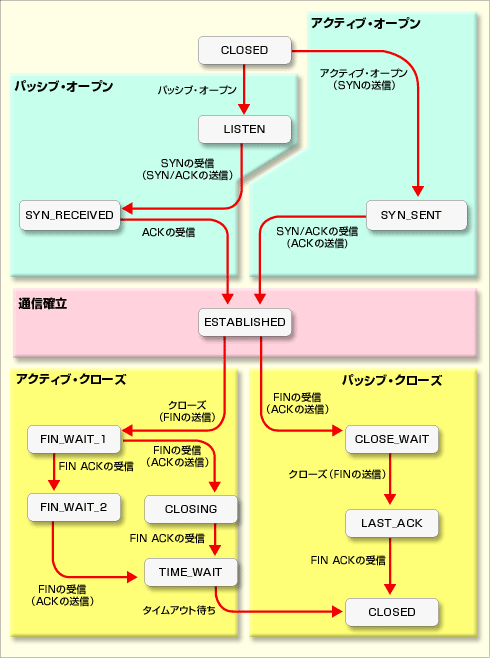 アクティブ・オープン
CLOSED
アクティブ・オープン
(SYNの送信)
パッシブ・オープン
パッシブ・オープン
LISTEN
SYNの受信
(SYN/ACKの送信)
SYN_RECEIVED
SYN_SENT
ACKの受信
SYN/ACKの受信
(ACKの送信)
通信確立
ESTABLISHED
アクティブ・クローズ
パッシブ・クローズ
クローズ
(FINの送信)
FINの受信
(ACKの送信)
FIN_WAIT_1
CLOSE_WAIT
FINの受信
(ACKの送信)
FIN ACKの受信
クローズ(FINの送信)
FIN_WAIT_2
CLOSING
LAST_ACK
FIN ACKの受信
FIN ACKの受信
TIME_WAIT
FINの受信
(ACKの送信)
タイムアウト待ち
CLOSED